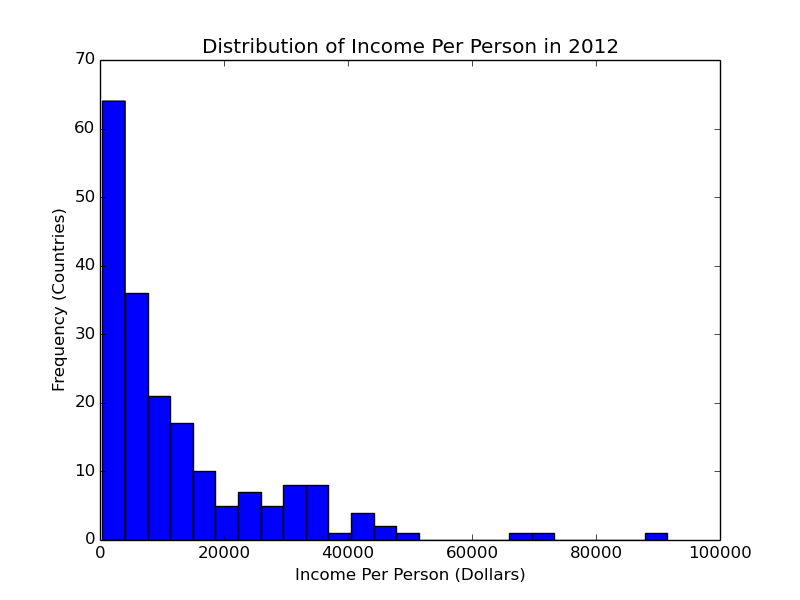 Distribution of Income Per Person in 2012
70
60
50
40
30
20
10
0
Frequency (Countries)
0 20000 40000 60000 80000 100000
Income Per Person (Dollars)